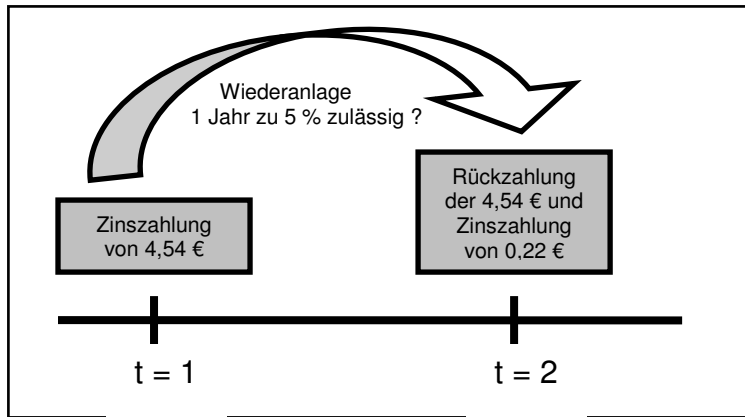 Wiederanlage
1 Jahr zu 5 % zulässig ?
Zinszahlung
von 4,54 €
Rückzahlung
der 4,54 € und
Zinszahlung
von 0,22 €
t = 1
t = 2